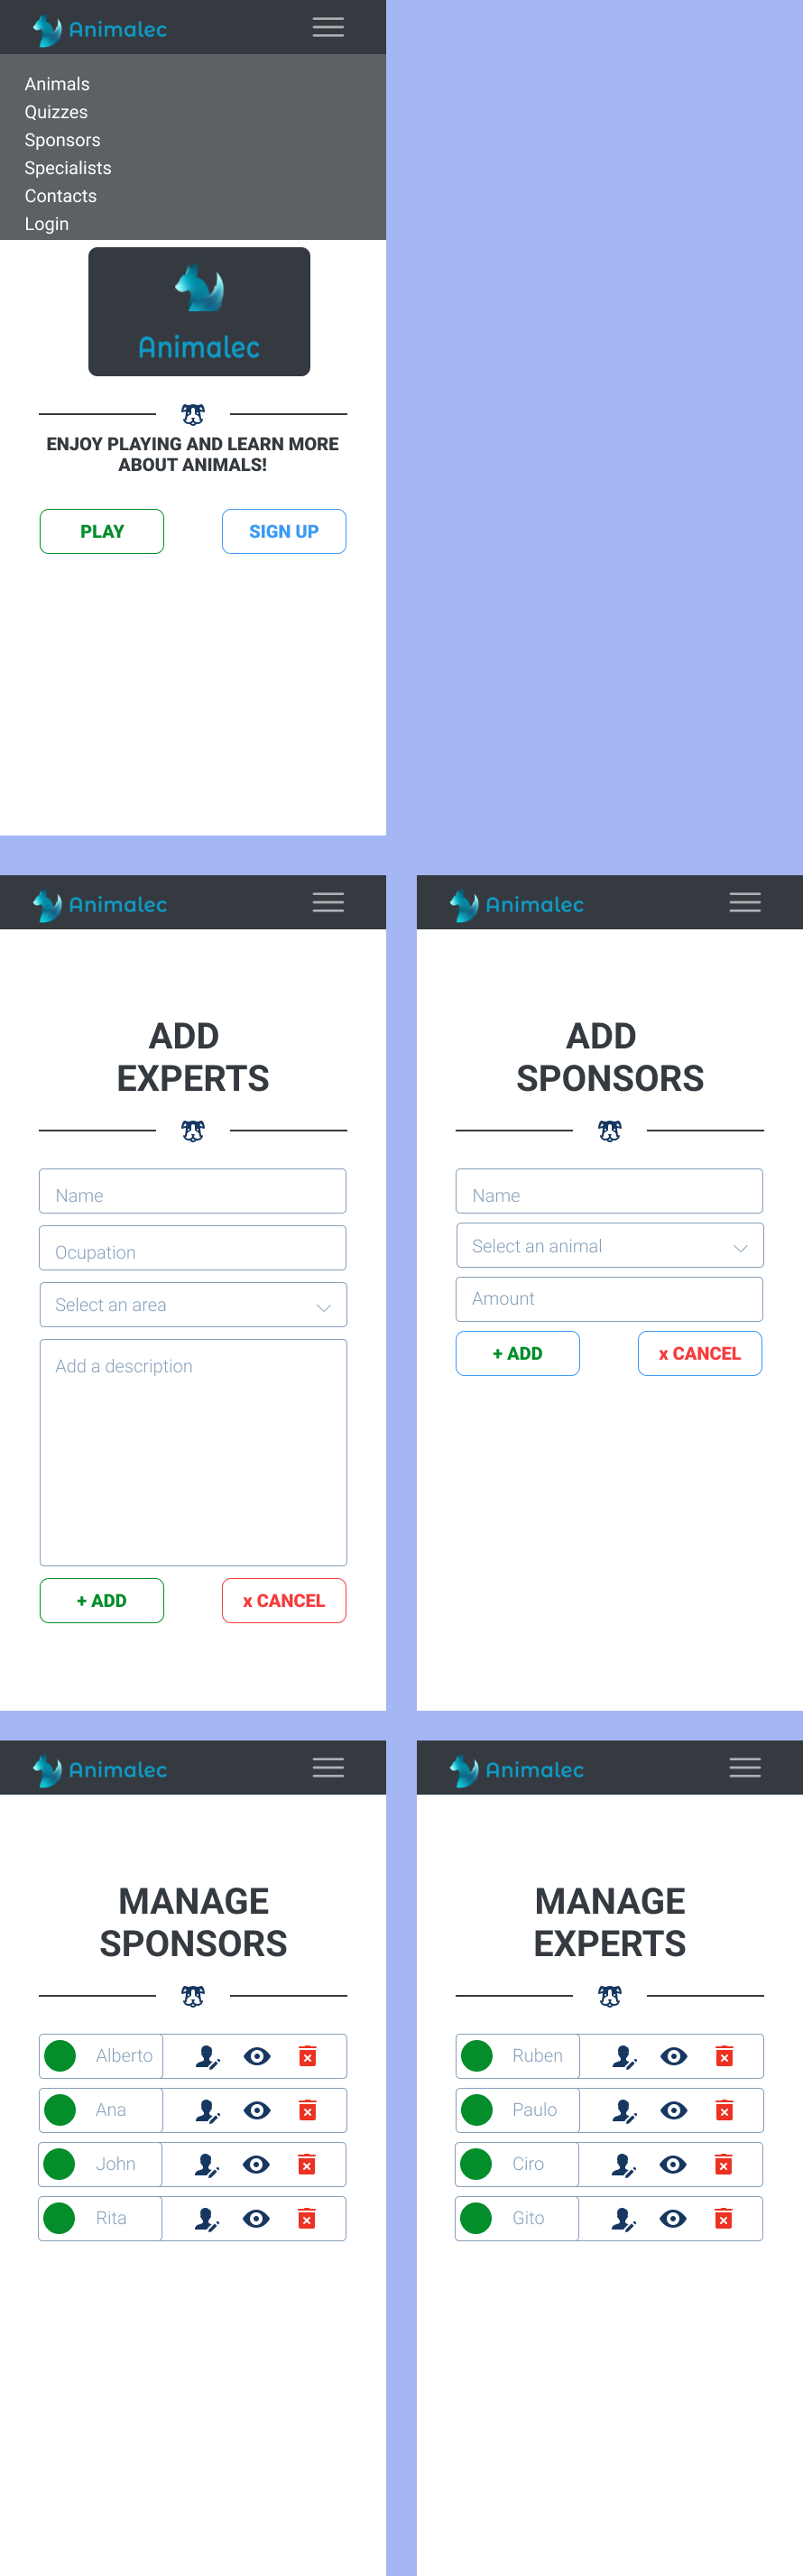 Animalec
Animals
Quizzes
Sponsors
Specialists
Contacts
Login
Animalec
ENJOY PLAYING AND LEARN MORE
ABOUT ANIMALS!
PLAY
SIGN UP
Animalec
ADD
EXPERTS
Name
Ocupation
Select an area
Add a description
+ ADD
x CANCEL
Animalec
ADD
SPONSORS
Name
Select an animal
Amount
+ ADD
x CANCEL
Animalec
MANAGE
SPONSORS
Alberto
Ana
John
Rita
Animalec
MANAGE
EXPERTS
Ruben
Paulo
Ciro
Gito